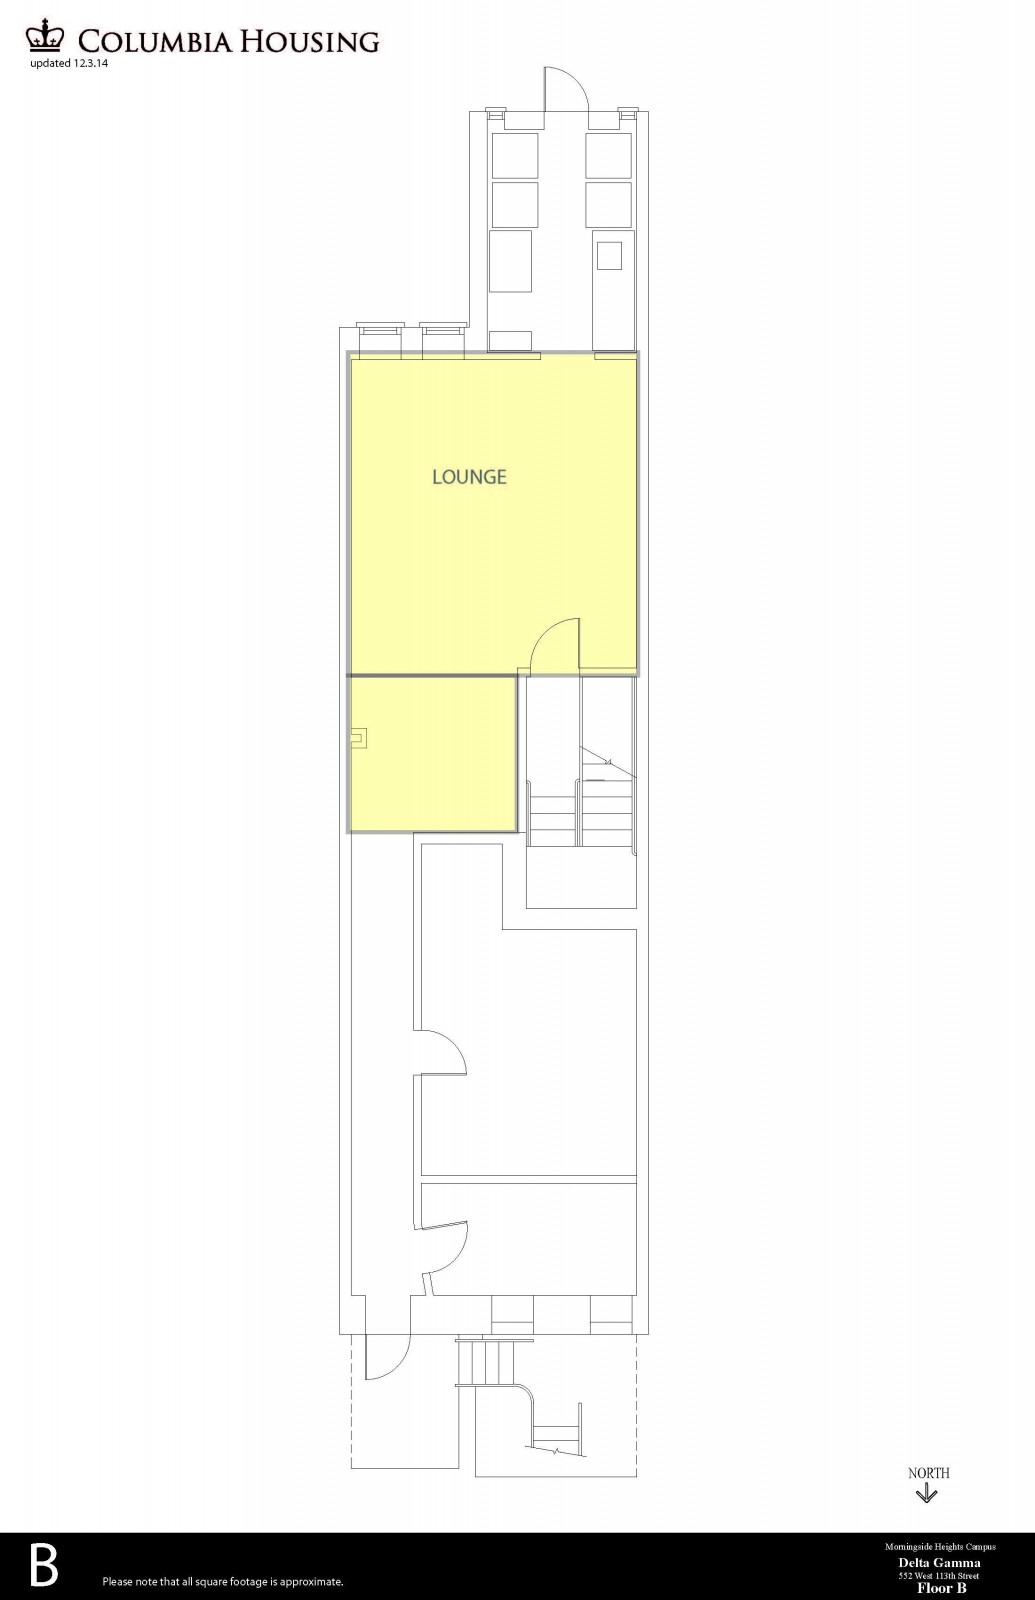 COLUMBIA HOUSING
updated 12.3.14
LOUNGE
NORTH
B
Please note that all square footage is approximate.
Morningside Heights Campus
Delta Gamma
552 West 113th Street
Floor B